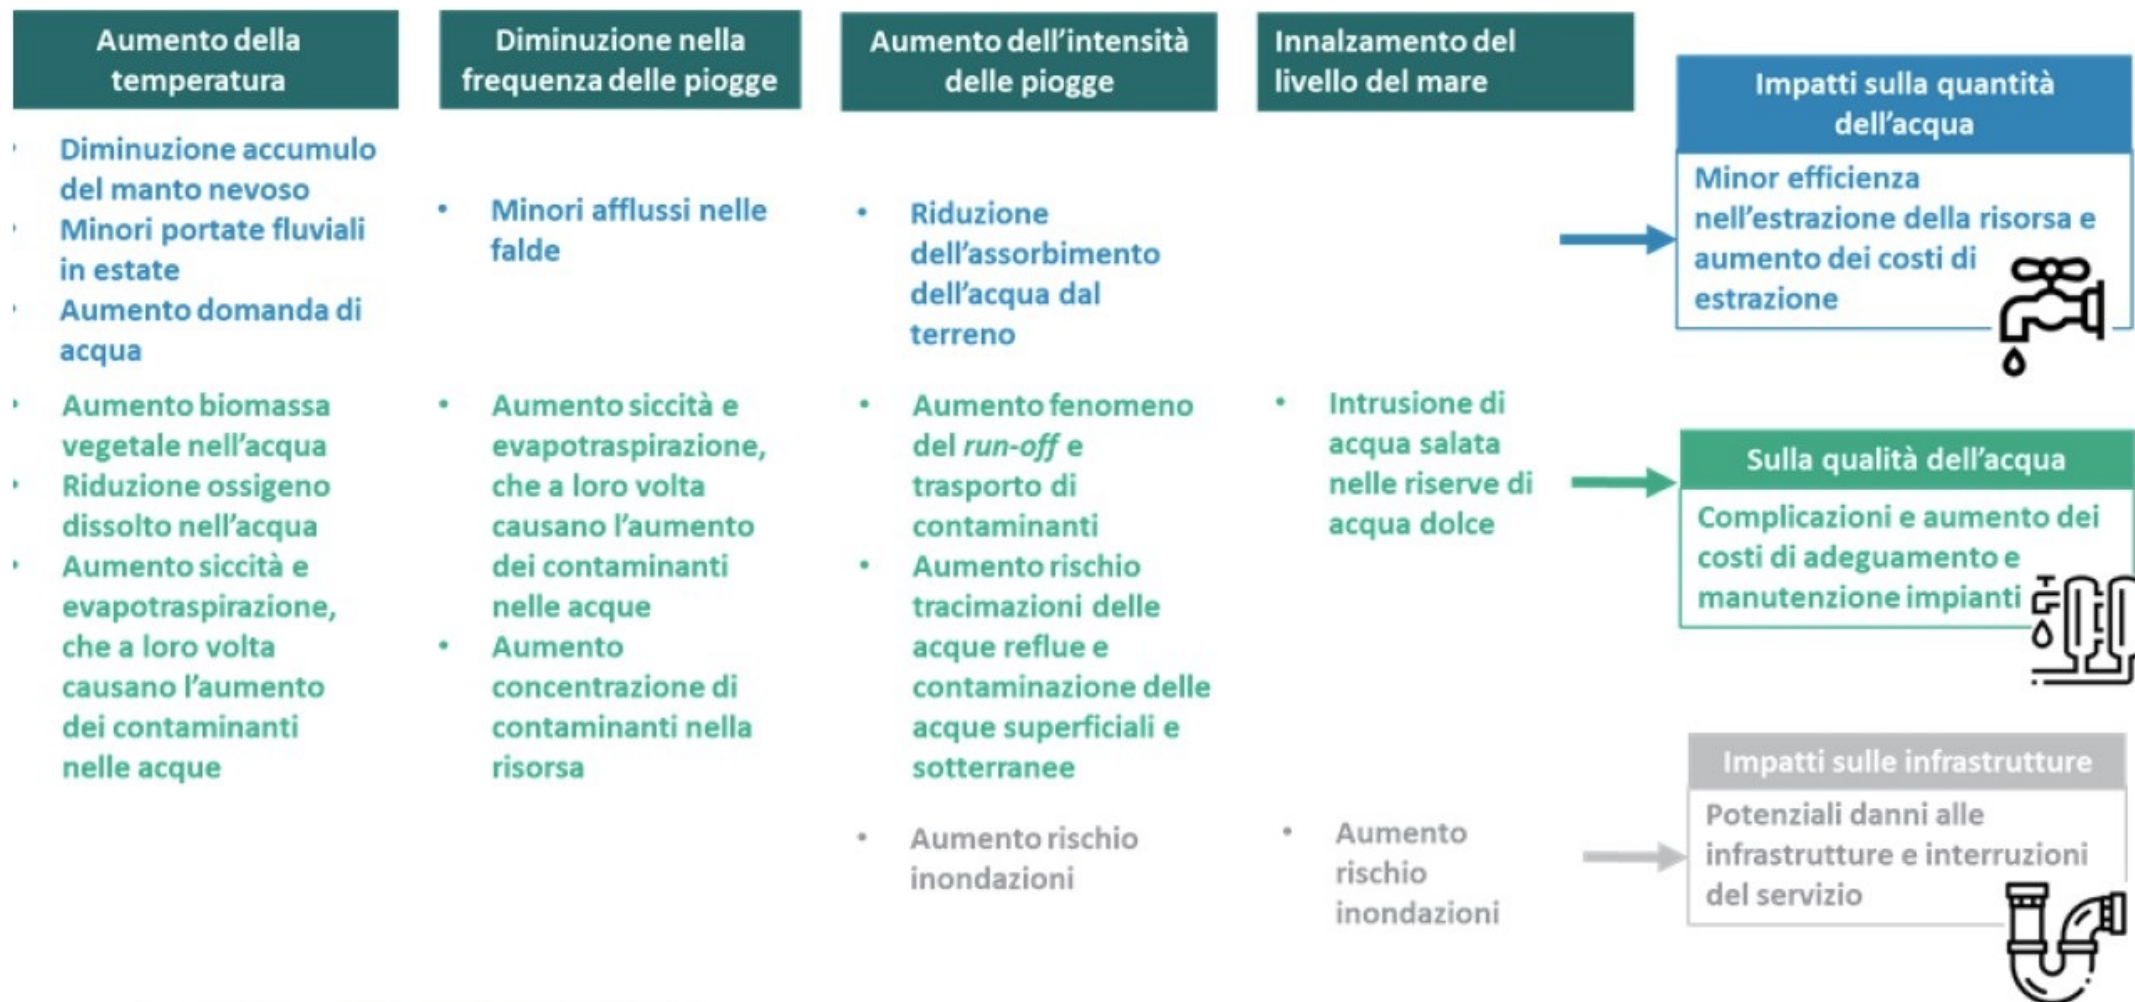 Aumento della
temperatura
Diminuzione nella
frequenza delle piogge
Aumento dell'intensità
delle piogge
Innalzamento del
livello del mare
Impatti sulla quantità
dell'acqua
Minor efficienza
nell'estrazione della risorsa e
aumento dei costi di
estrazione
Diminuzione accumulo
del manto nevoso
Minori portate fluviali
in estate
Aumento domanda di
acqua
• Minori afflussi nelle
falde
• Riduzione
dell'assorbimento
dell'acqua dal
terreno
• Aumento biomassa
vegetale nell'acqua
• Riduzione ossigeno
dissolto nell'acqua
• Aumento siccità e
evapotraspirazione,
che a loro volta
causano l'aumento
dei contaminanti
nelle acque
• Aumento siccità e
evapotraspirazione,
che a loro volta
causano l'aumento
dei contaminanti
nelle acque
• Aumento
concentrazione di
contaminanti nella
risorsa
• Aumento fenomeno
del run-off e
trasporto di
contaminanti
• Aumento rischio
tracimazioni delle
acque reflue e
contaminazione delle
acque superficiali e
sotterranee
• Intrusione di
acqua salata
nelle riserve di
acqua dolce
Sulla qualità dell'acqua
Complicazioni e aumento dei
costi di adeguamento e
manutenzione impianti
• Aumento rischio
inondazioni
• Aumento
rischio
inondazioni
Impatti sulle infrastrutture
Potenziali danni alle
infrastrutture e interruzioni
del servizio